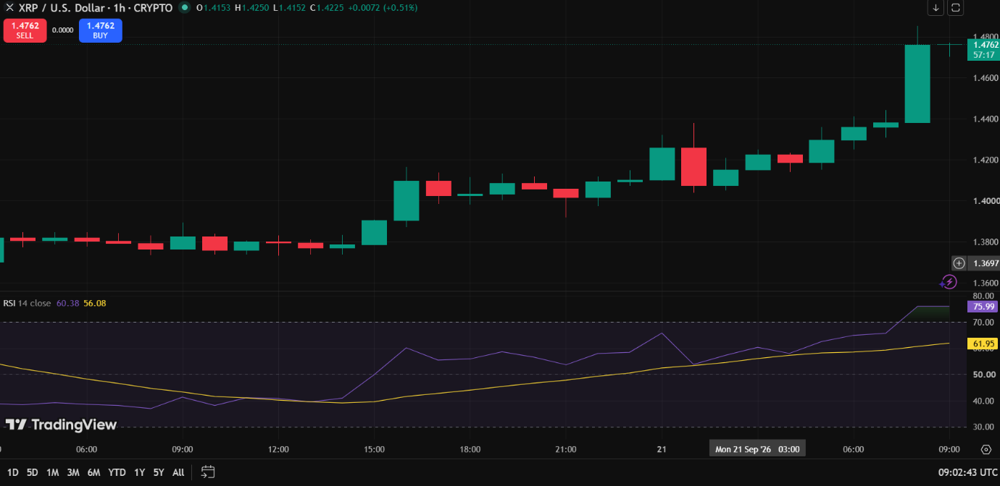 XRP / U.S. Dollar · 1h · CRYPTO O1.4153 H1.4250 L1.4152 C1.4225 +0.0072 (+0.51%)
1.4762 SELL 0.0000 1.4762 BUY
1.4800
1.4762
57:17
1.4600
1.4400
1.4200
1.4000
1.3800
1.3697
1.3600
RSI 14 close 60.38 56.08
80.00
75.99
70.00
61.95
50.00
40.00
30.00
TradingView
06:00 09:00 12:00 15:00 18:00 21:00 21 Mon 21 Sep '26 03:00 06:00 09:00
1D 5D 1M 3M 6M YTD 1Y 5Y All 09:02:43 UTC